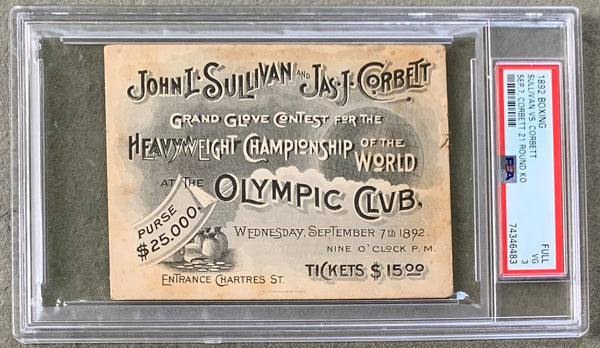 John L. Sullivan and Jas. J. Corbett
Grand Glove Contest for the
Heavyweight Championship of the World
at the Olympic Club.
Purse
$25.000.
Wednesday, September 7th 1892.
Nine o'clock P.M.
Entrance Chartres St.
Tickets $15.00
1892 BOXING
SULLIVAN VS CORBETT
SEP.7 CORBETT 21 ROUND KO
PSA
FULL
VG 3
74346483